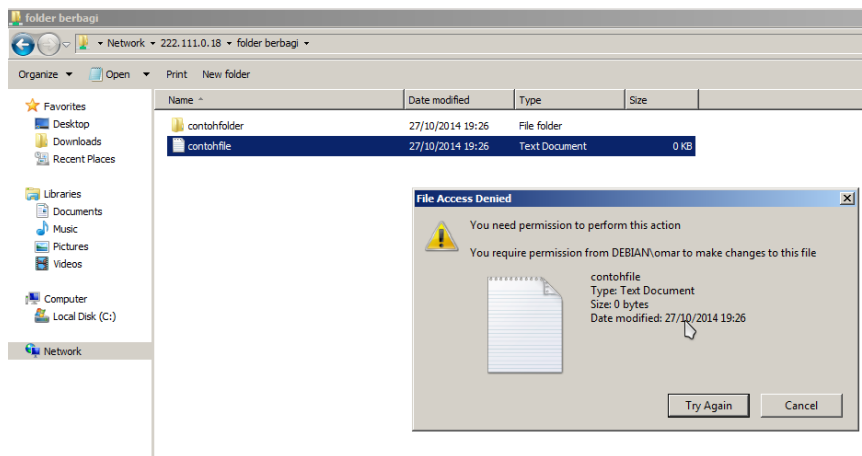 folder berbagi
Network 222.111.0.18 folder berbagi
Organize Open Print New folder
Favorites
Desktop
Downloads
Recent Places
Libraries
Documents
Music
Pictures
Videos
Computer
Local Disk (C:)
Network
Name Date modified Type Size
contohfolder 27/10/2014 19:26 File folder
contohfile 27/10/2014 19:26 Text Document 0 KB
File Access Denied
You need permission to perform this action
You require permission from DEBIAN\omar to make changes to this file
contohfile
Type: Text Document
Size: 0 bytes
Date modified: 27/10/2014 19:26
Try Again Cancel